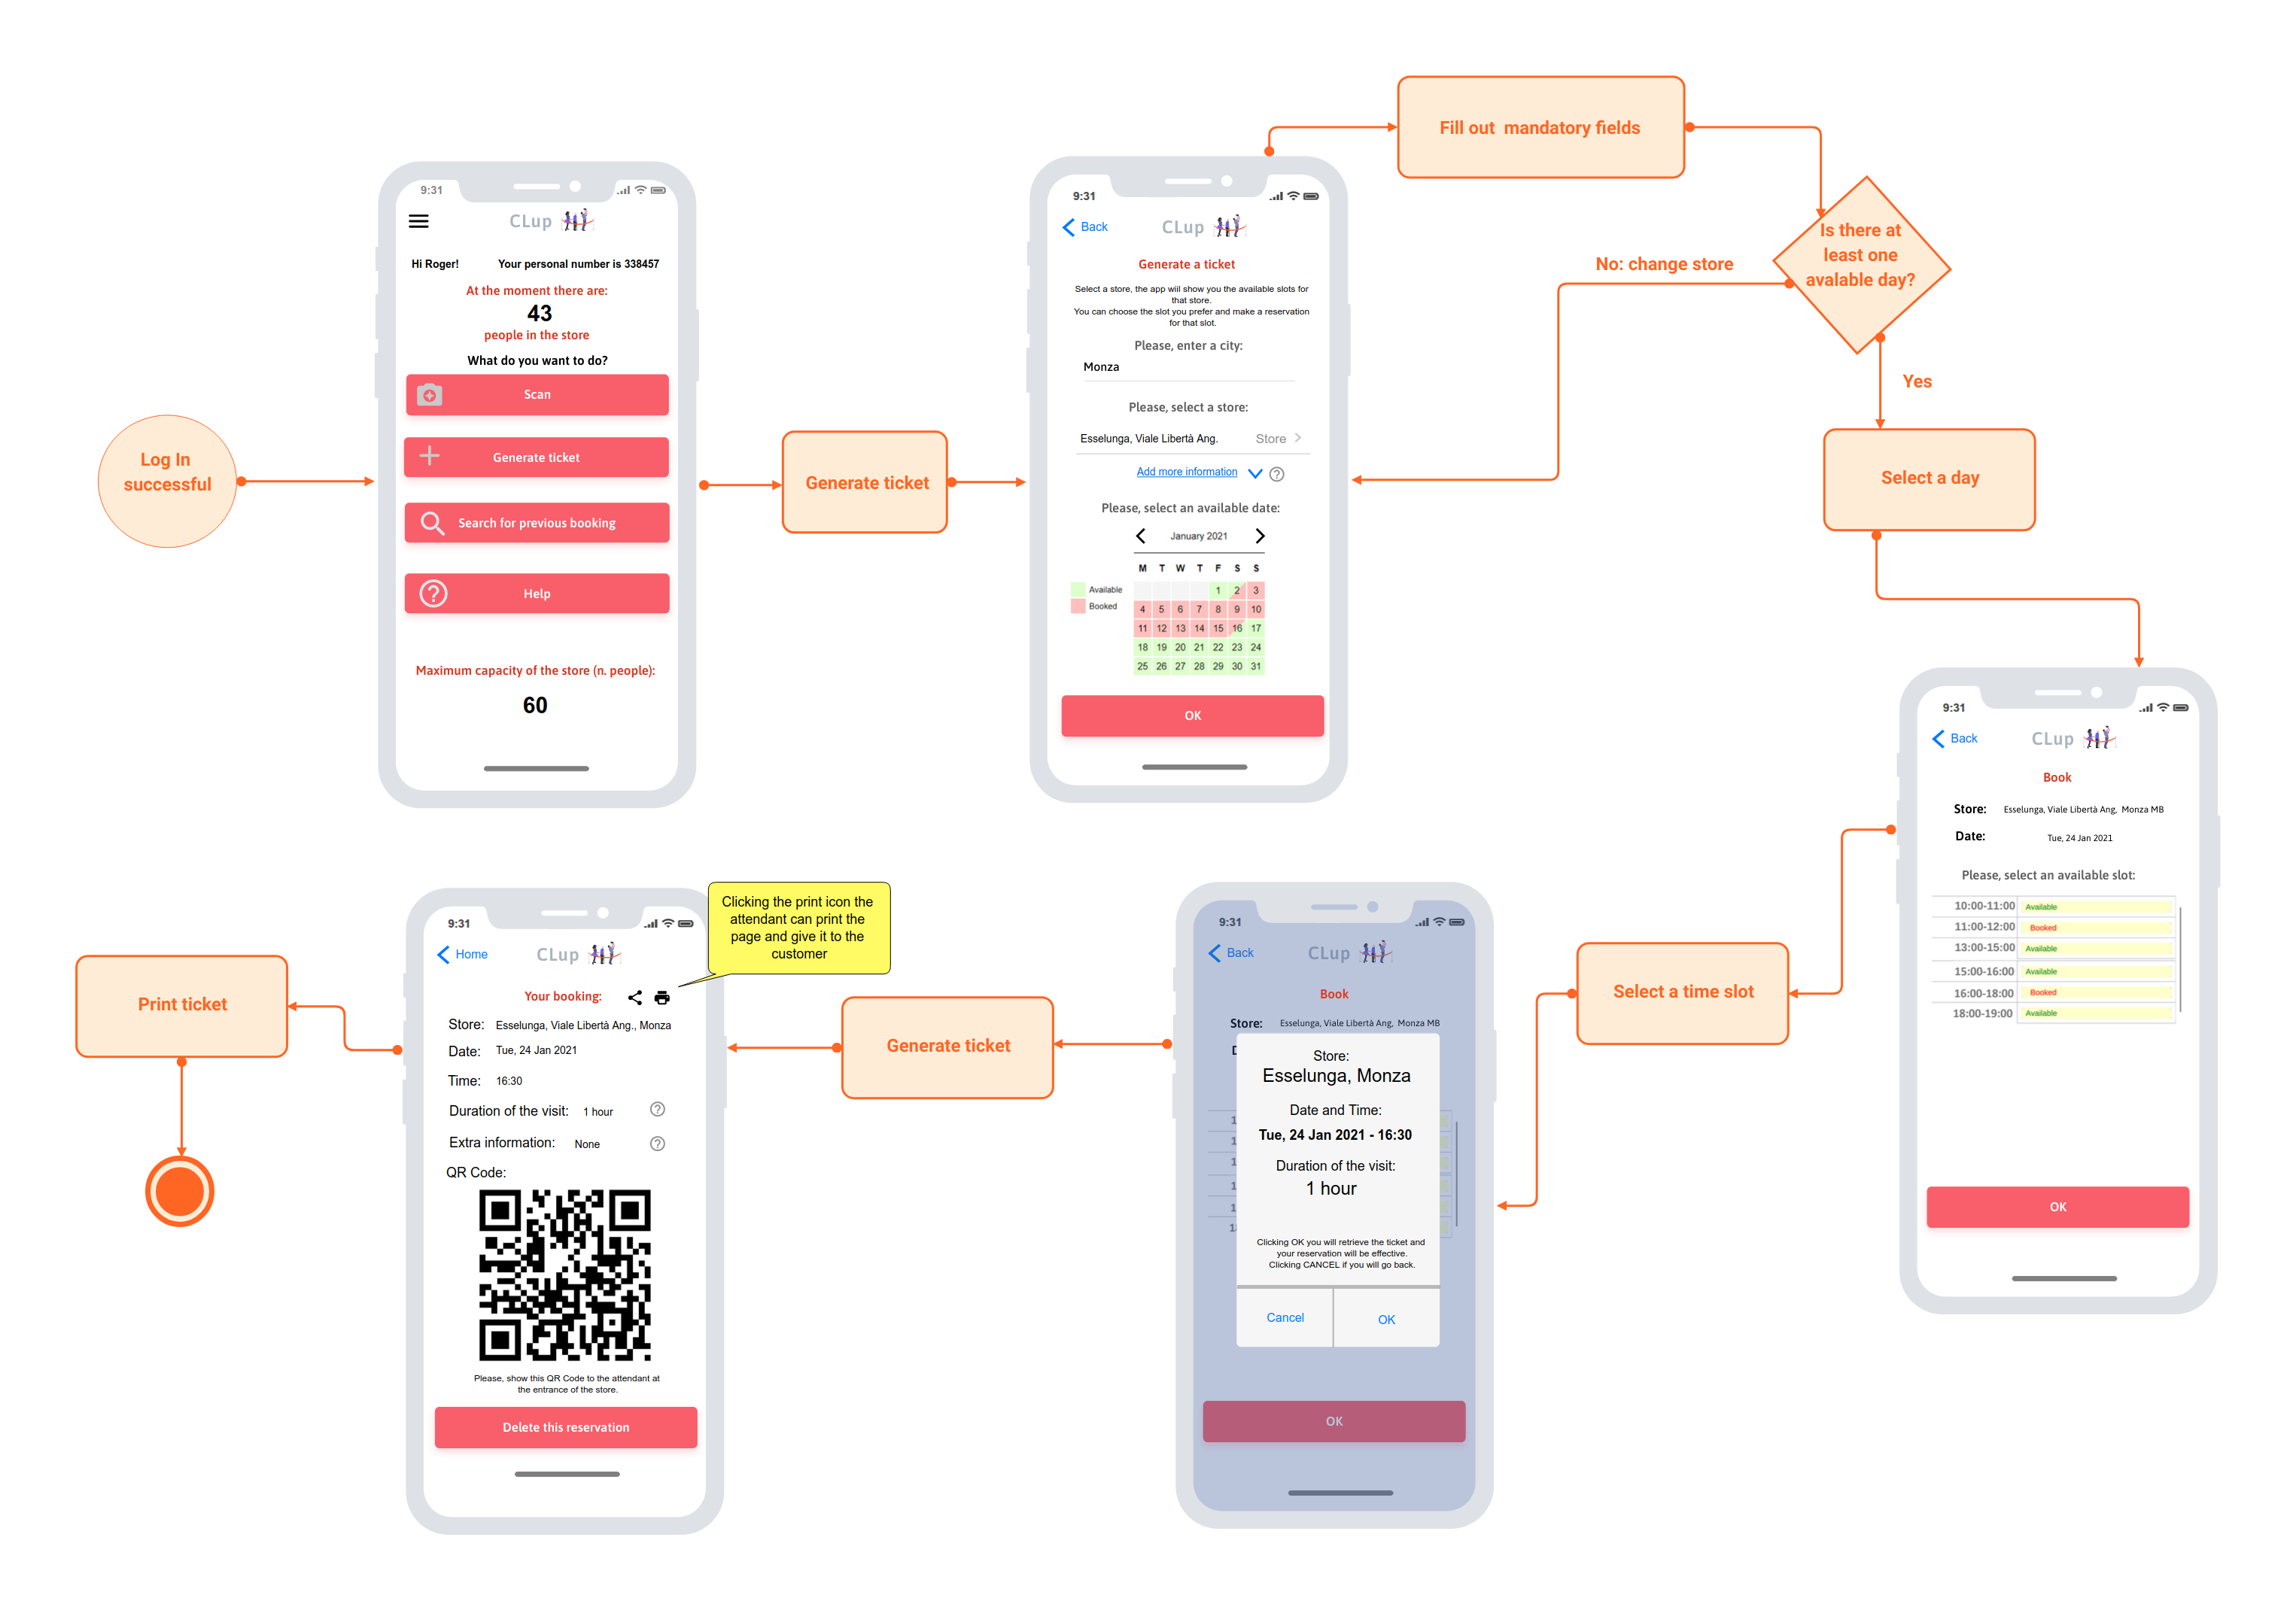 Log In
successful
9:31
CLup
Hi Roger!
Your personal number is 338457
At the moment there are:
43
people in the store
What do you want to do?
Scan
Generate ticket
Search for previous booking
Help
Maximum capacity of the store (n. people):
60
Generate ticket
9:31
Back
CLup
Generate a ticket
Select a store, the app will show you the available slots for
that store.
You can choose the slot you prefer and make a reservation
for that slot.
Please, enter a city:
Monza
Please, select a store:
Esselunga, Viale Libertà Ang.
Store
Add more information
Please, select an available date:
January 2021
M T W T F S S
Available
Booked
1 2 3
4 5 6 7 8 9 10
11 12 13 14 15 16 17
18 19 20 21 22 23 24
25 26 27 28 29 30 31
OK
Fill out mandatory fields
Is there at
least one
avalable day?
No: change store
Yes
Select a day
9:31
Back
CLup
Book
Store: Esselunga, Viale Libertà Ang, Monza MB
Date: Tue, 24 Jan 2021
Please, select an available slot:
10:00-11:00 Available
11:00-12:00 Booked
13:00-15:00 Available
15:00-16:00 Available
16:00-18:00 Booked
18:00-19:00 Available
OK
Select a time slot
9:31
Back
CLup
Book
Store: Esselunga, Viale Libertà Ang, Monza MB
Store:
Esselunga, Monza
Date and Time:
Tue, 24 Jan 2021 - 16:30
Duration of the visit:
1 hour
Clicking OK you will retrieve the ticket and
your reservation will be effective.
Clicking CANCEL if you will go back.
Cancel
OK
OK
Generate ticket
Clicking the print icon the
attendant can print the
page and give it to the
customer
9:31
Home
CLup
Your booking:
Store: Esselunga, Viale Libertà Ang., Monza
Date: Tue, 24 Jan 2021
Time: 16:30
Duration of the visit: 1 hour
Extra information: None
QR Code:
Please, show this QR Code to the attendant at
the entrance of the store.
Delete this reservation
Print ticket